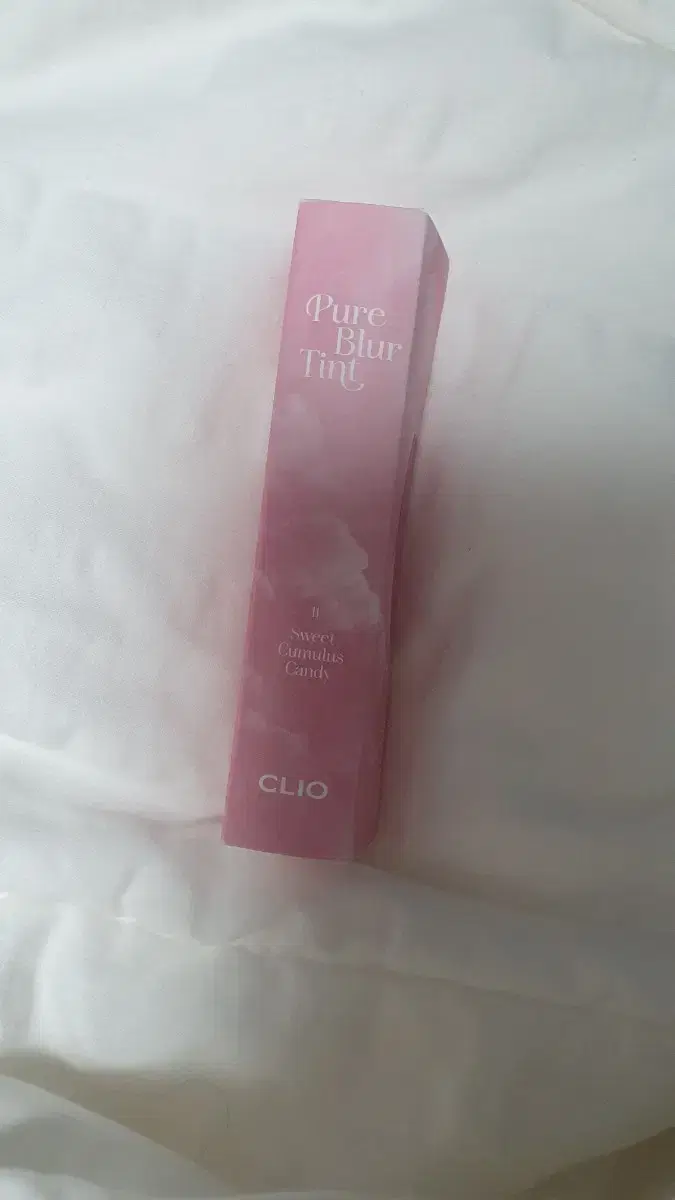 Pure
Blur
Tint
11
Sweet
Cumulus
Candy
CLIO